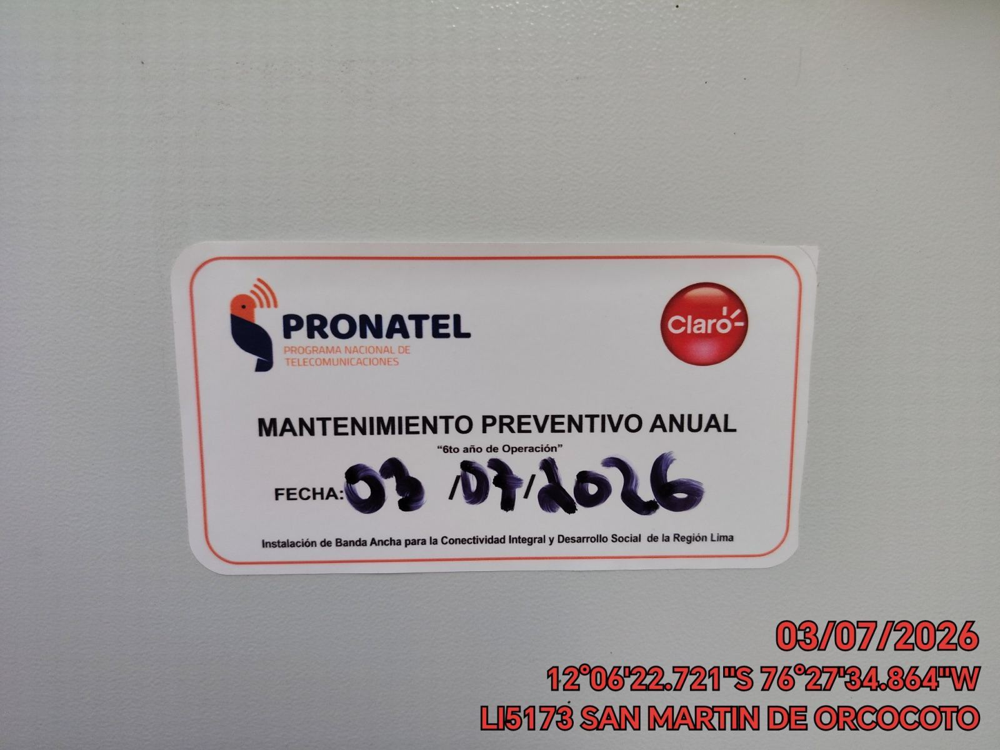 PRONATEL
PROGRAMA NACIONAL DE
TELECOMUNICACIONES
Claro
MANTENIMIENTO PREVENTIVO ANUAL
"6to año de Operación"
FECHA: 03 /07/2026
Instalación de Banda Ancha para la Conectividad Integral y Desarrollo Social de la Región Lima
03/07/2026
12°06'22.721"S 76°27'34.864"W
LI5173 SAN MARTIN DE ORCOCOTO